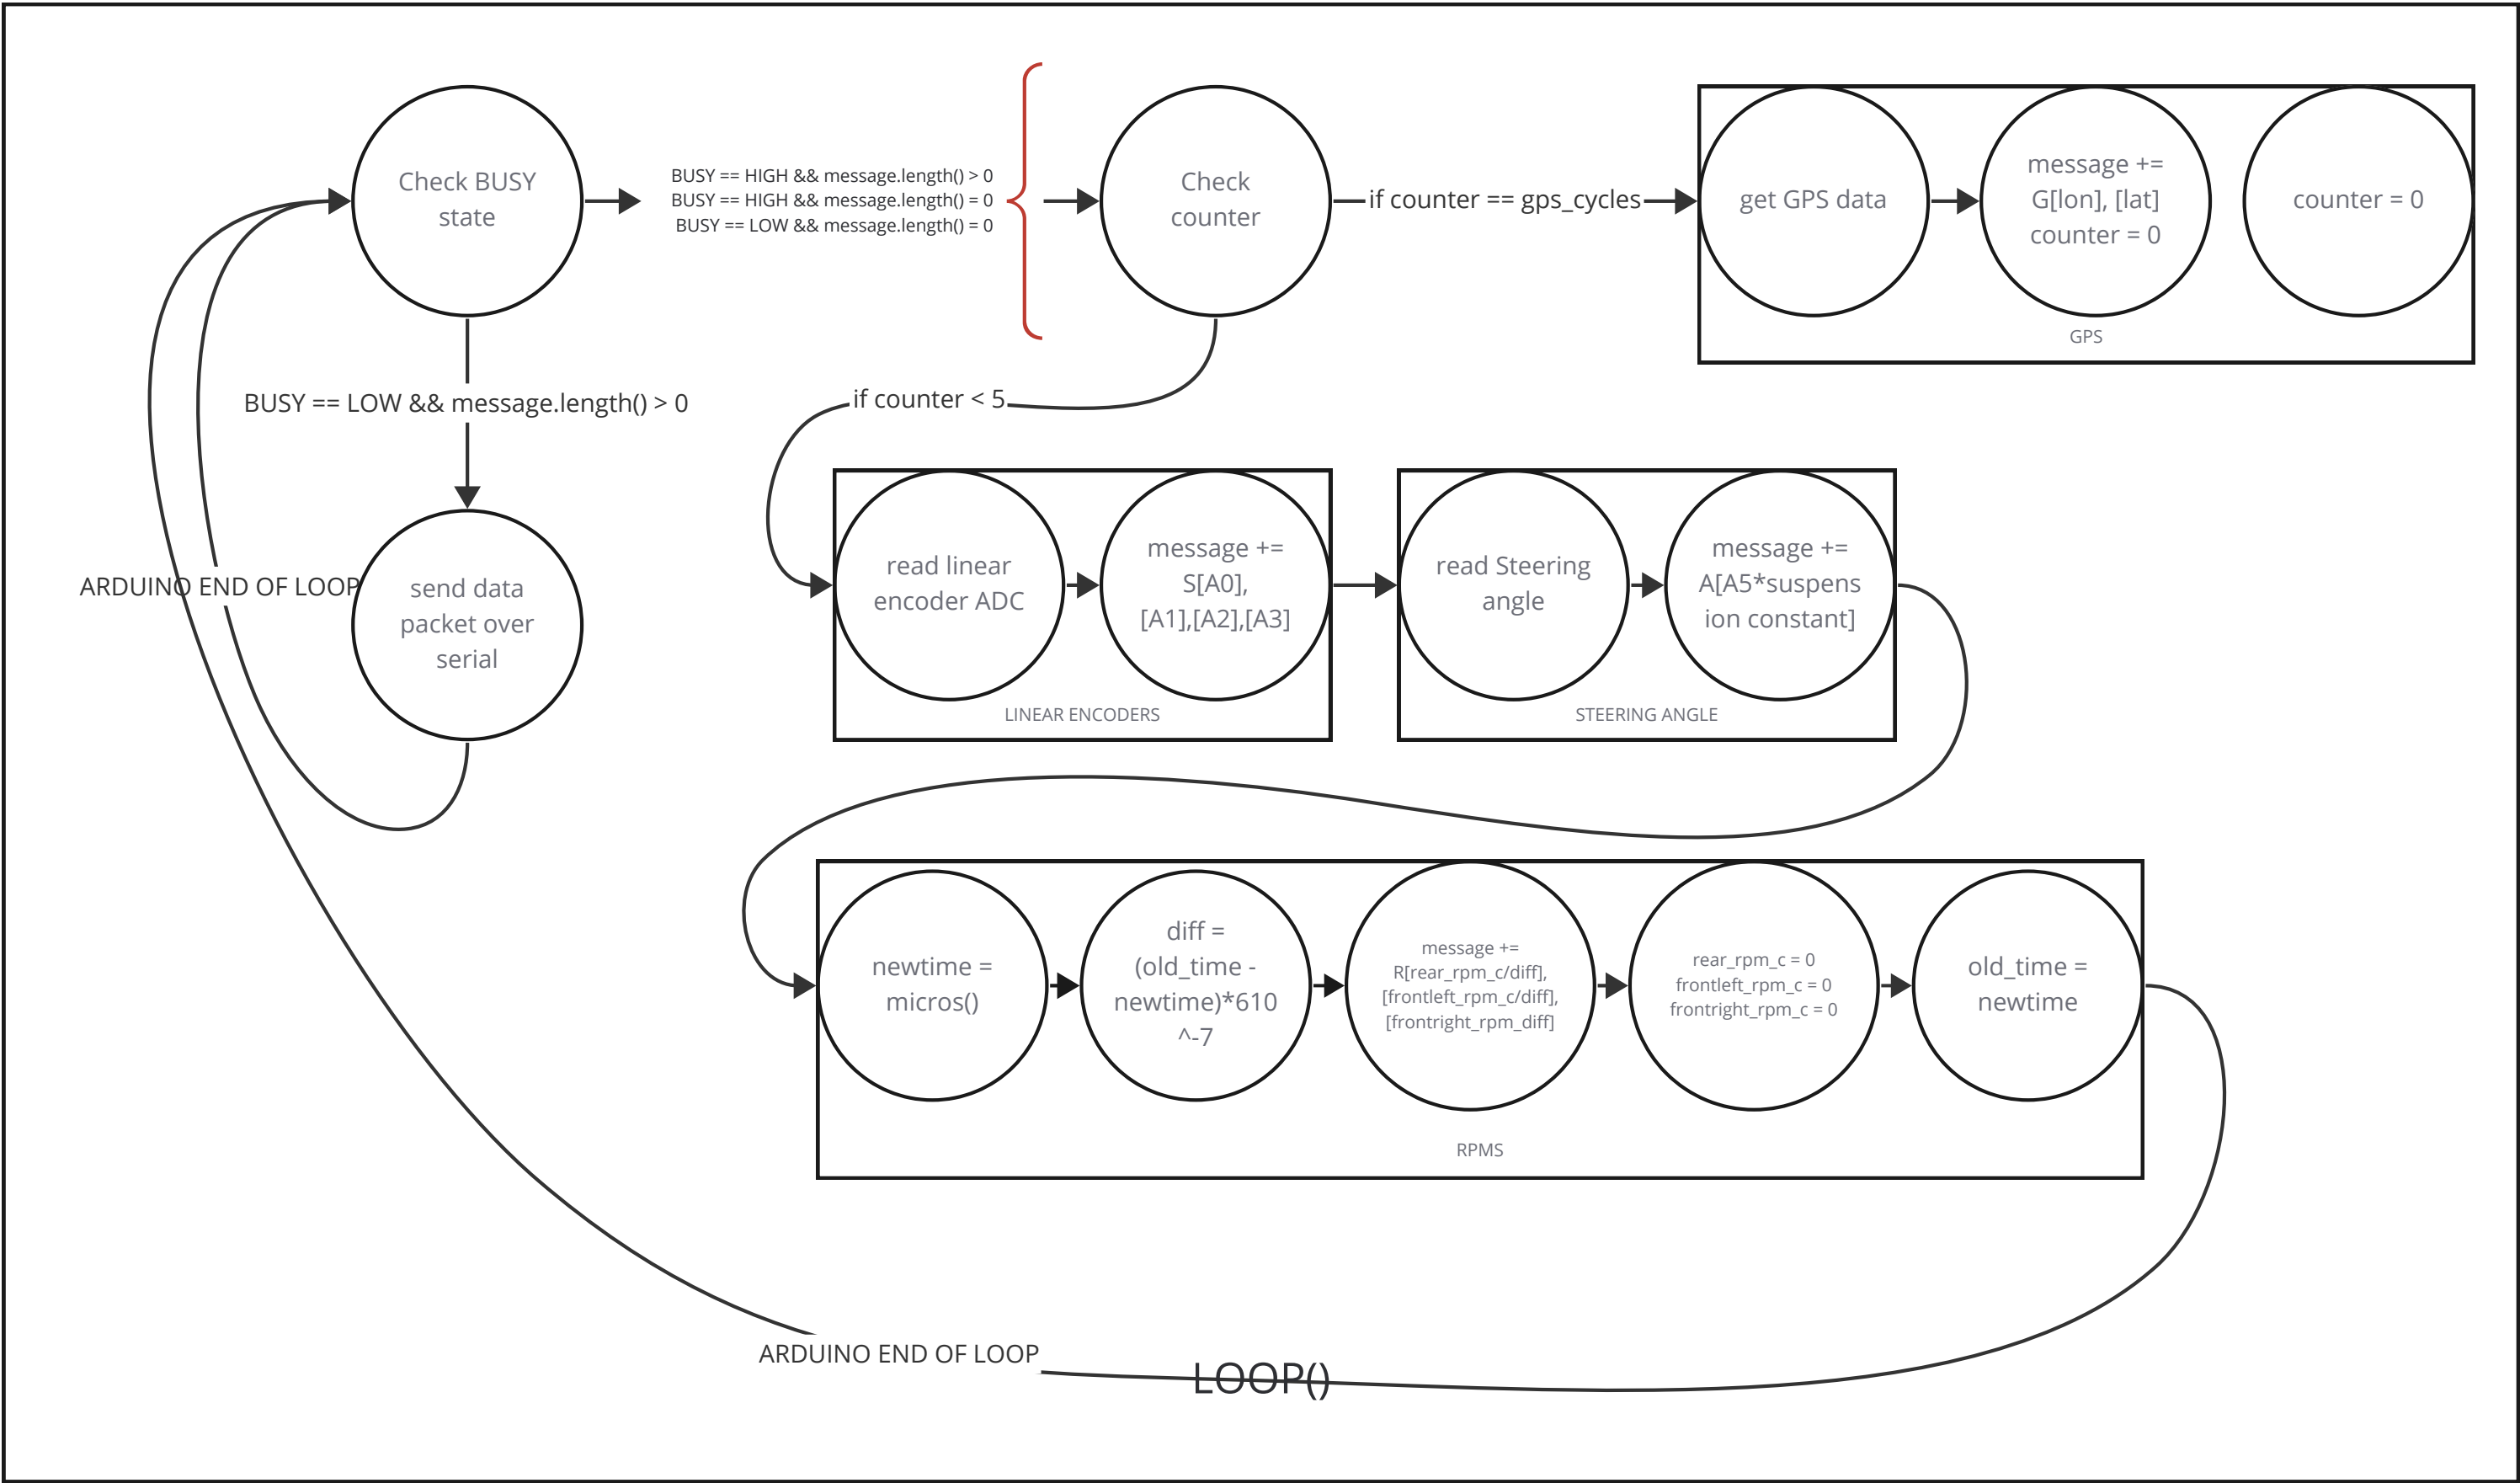 Check BUSY
state
BUSY == HIGH && message.length() > 0
BUSY == HIGH && message.length() = 0
BUSY == LOW && message.length() = 0
Check
counter
if counter == gps_cycles
get GPS data
message +=
G[lon], [lat]
counter = 0
counter = 0
GPS
BUSY == LOW && message.length() > 0
if counter < 5
ARDUINO END OF LOOP
send data
packet over
serial
read linear
encoder ADC
message +=
S[A0],
[A1],[A2],[A3]
LINEAR ENCODERS
read Steering
angle
message +=
A[A5*suspens
ion constant]
STEERING ANGLE
newtime =
micros()
diff =
(old_time -
newtime)*610
^-7
message +=
R[rear_rpm_c/diff],
[frontleft_rpm_c/diff],
[frontright_rpm_diff]
rear_rpm_c = 0
frontleft_rpm_c = 0
frontright_rpm_c = 0
old_time =
newtime
RPMS
ARDUINO END OF LOOP
LOOP()